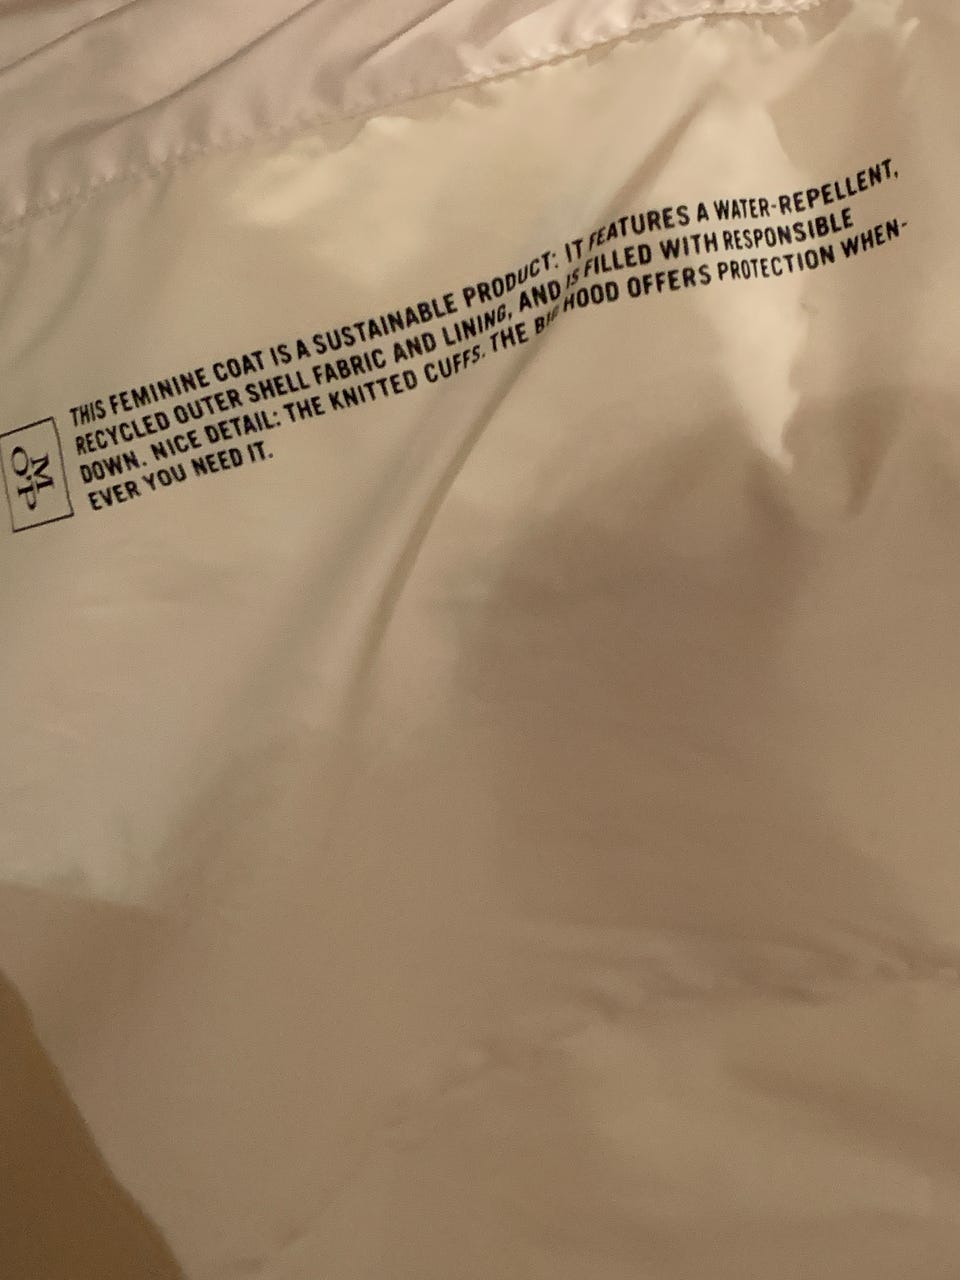 THIS FEMININE COAT IS A SUSTAINABLE PRODUCT: IT FEATURES A WATER-REPELLENT,
RECYCLED OUTER SHELL FABRIC AND LINING, AND IS FILLED WITH RESPONSIBLE
DOWN. NICE DETAIL: THE KNITTED CUFFS. THE BIG HOOD OFFERS PROTECTION WHEN-
EVER YOU NEED IT.
M
O'P